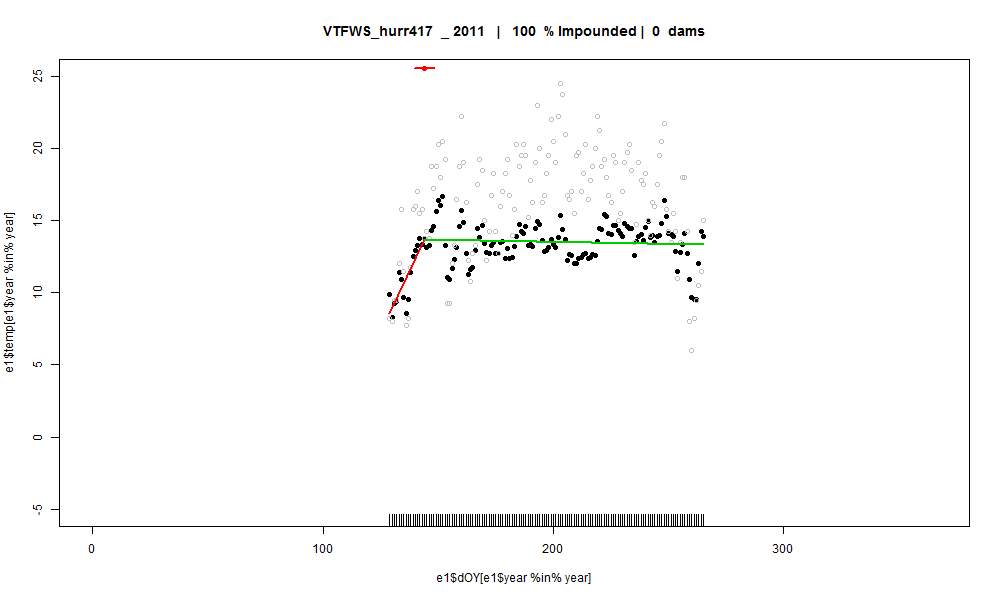 VTFWS_hurr417 _ 2011 | 100 % Impounded | 0 dams
25
20
15
10
5
0
-5
e1$temp[e1$year %in% year]
0 100 200 300
e1$dOY[e1$year %in% year]